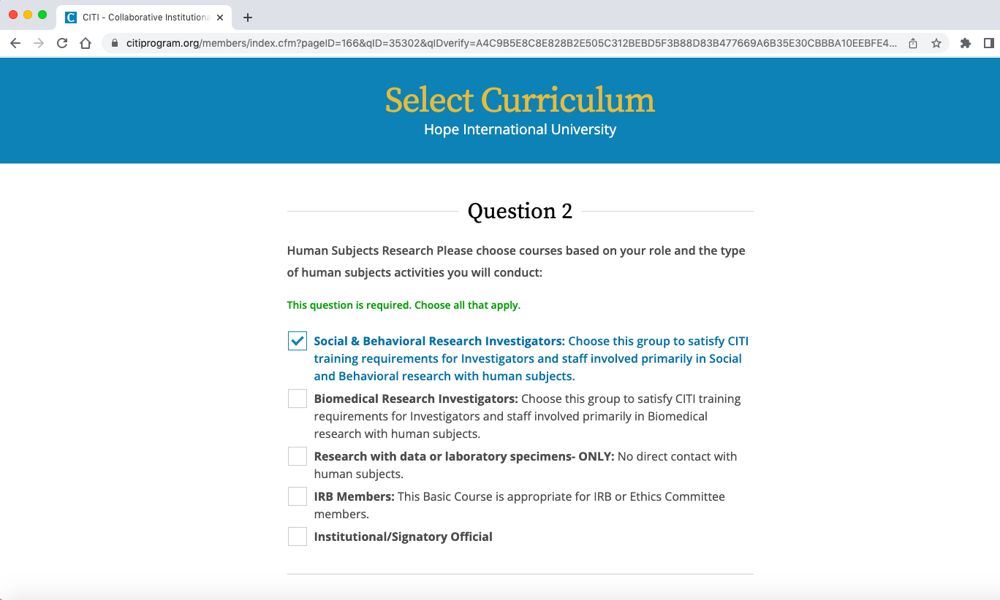 CITI - Collaborative Institutiona
citiprogram.org/members/index.cfm?pageID=166&qID=35302&qIDverify=A4C9B5E8C8E828B2E505C312BEBD5F3B88D83B477669A6B35E30CBBBA10EEBFE4...
Select Curriculum
Hope International University
Question 2
Human Subjects Research Please choose courses based on your role and the type
of human subjects activities you will conduct:
This question is required. Choose all that apply.
Social & Behavioral Research Investigators: Choose this group to satisfy CITI
training requirements for Investigators and staff involved primarily in Social
and Behavioral research with human subjects.
Biomedical Research Investigators: Choose this group to satisfy CITI training
requirements for Investigators and staff involved primarily in Biomedical
research with human subjects.
Research with data or laboratory specimens- ONLY: No direct contact with
human subjects.
IRB Members: This Basic Course is appropriate for IRB or Ethics Committee
members.
Institutional/Signatory Official